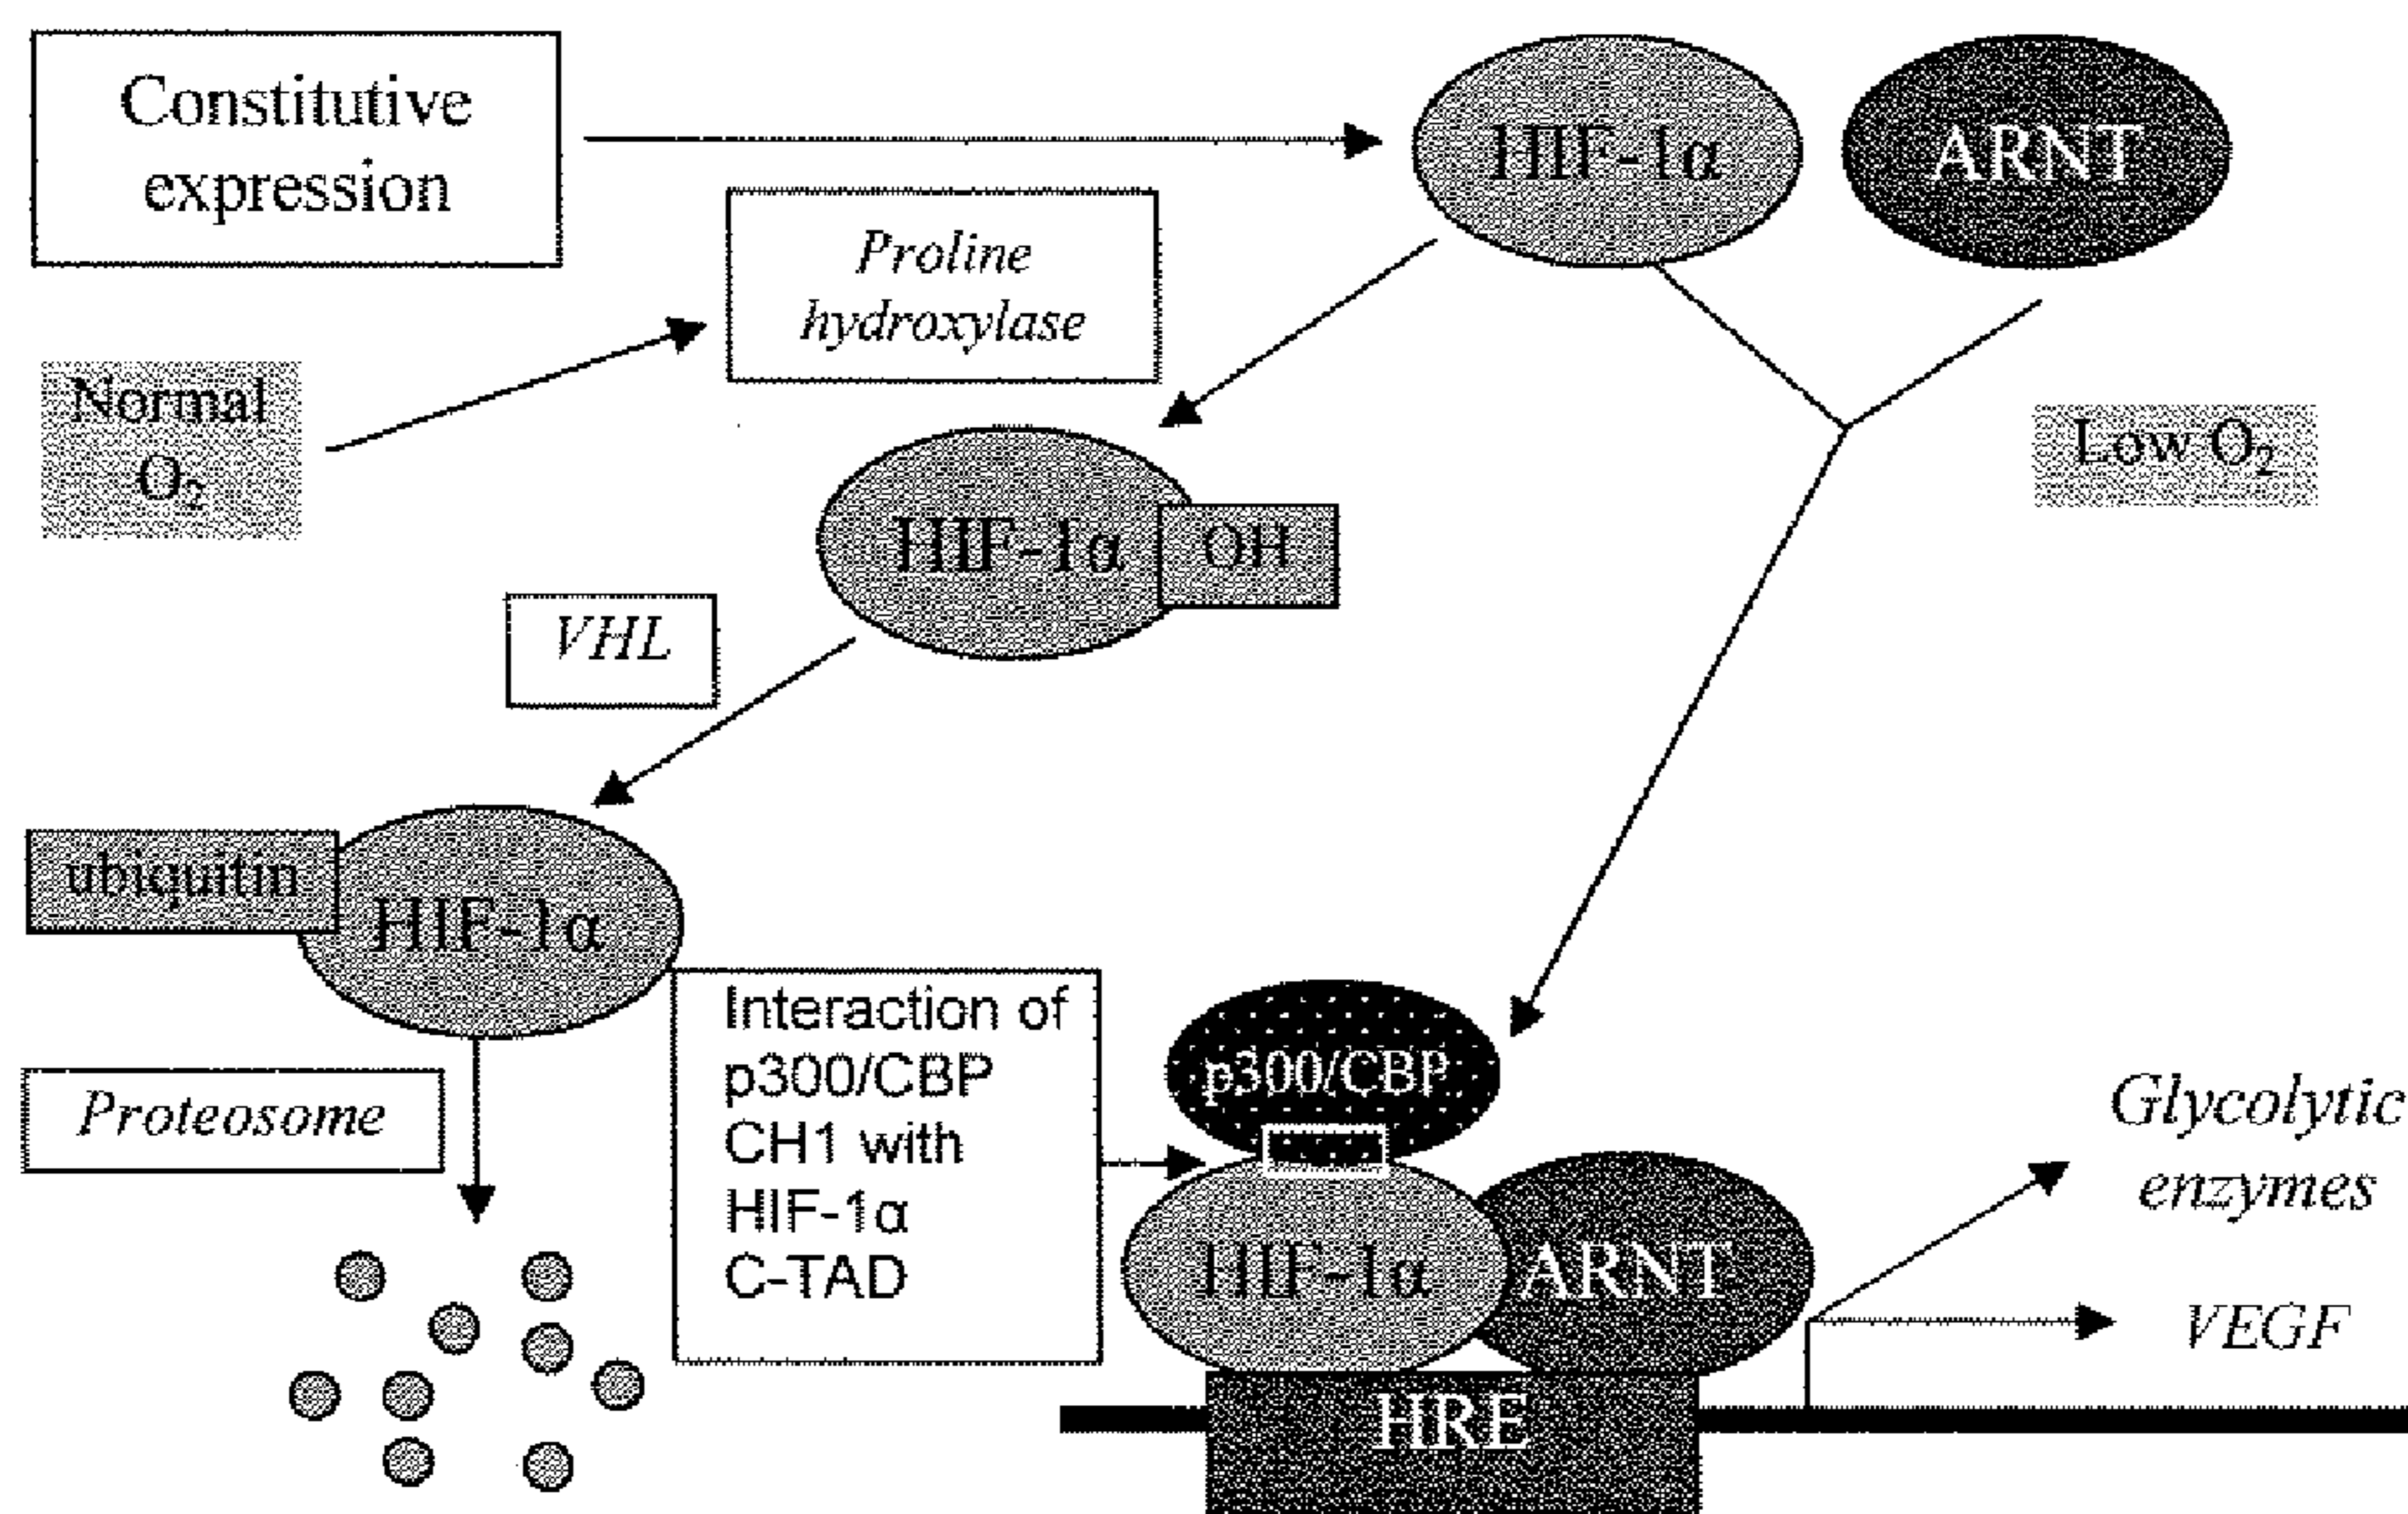 Constitutive
expression
HIF-1α
ARNT
Proline
hydroxylase
Normal
O₂
Low O₂
HIF-1α
OH
VHL
ubiquitin
HIF-1α
Interaction of
p300/CBP
CH1 with
HIF-1α
C-TAD
p300/CBP
Proteosome
Glycolytic
enzymes
HIF-1α
ARNT
VEGF
HRE